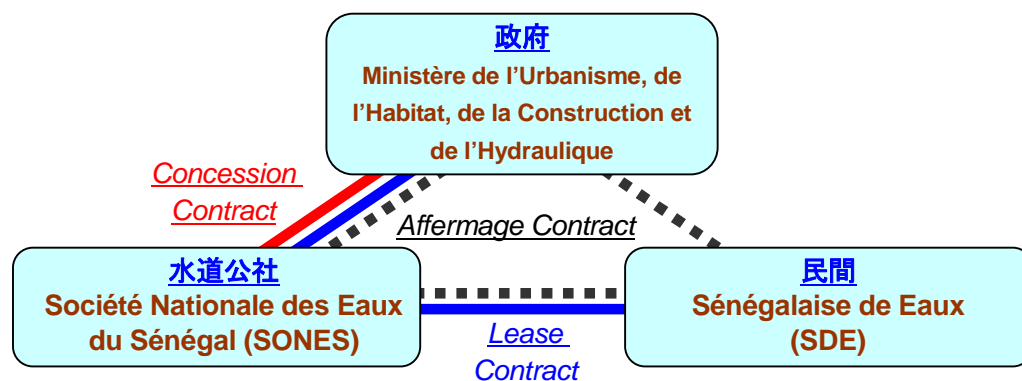 政府
Ministère de l’Urbanisme, de
l’Habitat, de la Construction et
de l’Hydraulique
Concession
Contract
Affermage Contract
水道公社
Société Nationale des Eaux
du Sénégal (SONES)
民間
Sénégalaise de Eaux
(SDE)
Lease
Contract